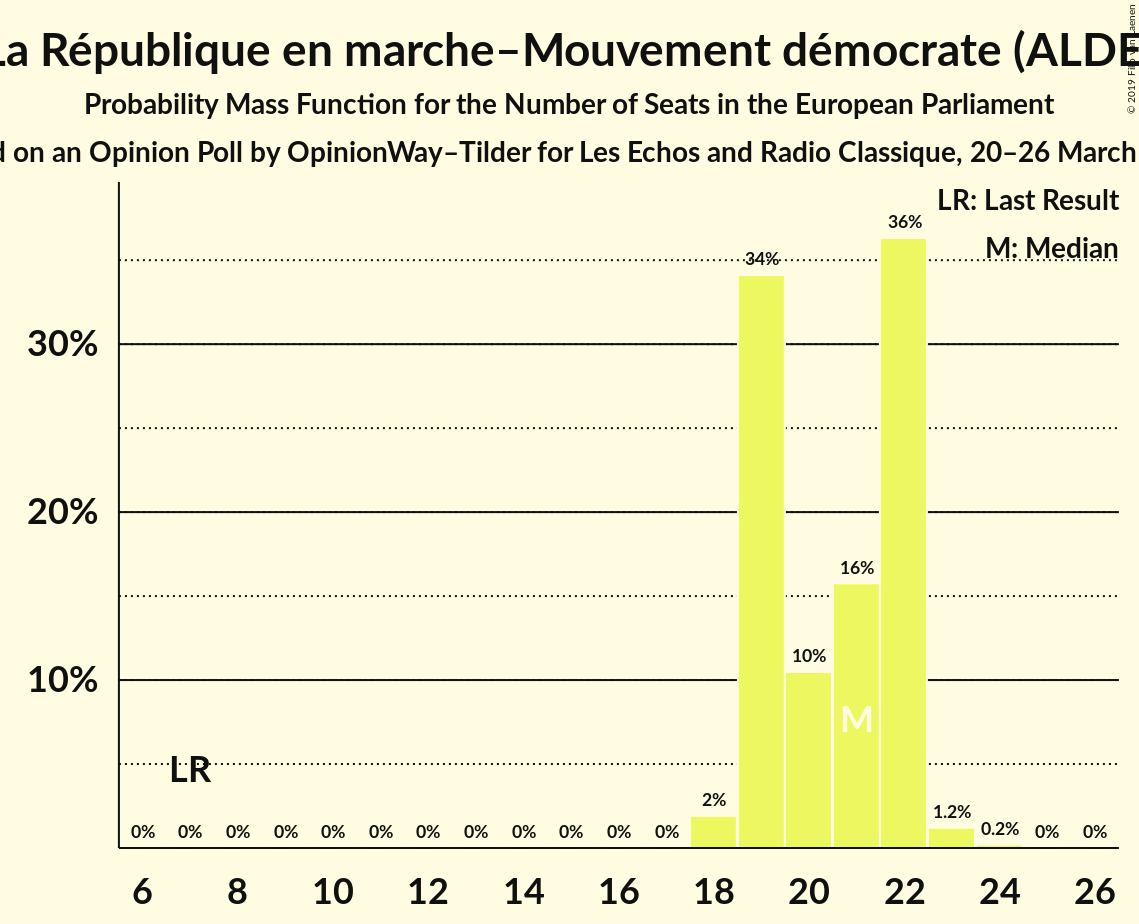 La République en marche–Mouvement démocrate (ALDE
Probability Mass Function for the Number of Seats in the European Parliament
on an Opinion Poll by OpinionWay–Tilder for Les Echos and Radio Classique, 20–26 March
© 2019
LR: Last Result
M: Median
36%
34%
30%
20%
16%
10%
10%
M
LR
2%
1.2%
0.2%
0% 0% 0% 0% 0% 0% 0% 0% 0% 0% 0% 0% 0% 0%
6 8 10 12 14 16 18 20 22 24 26